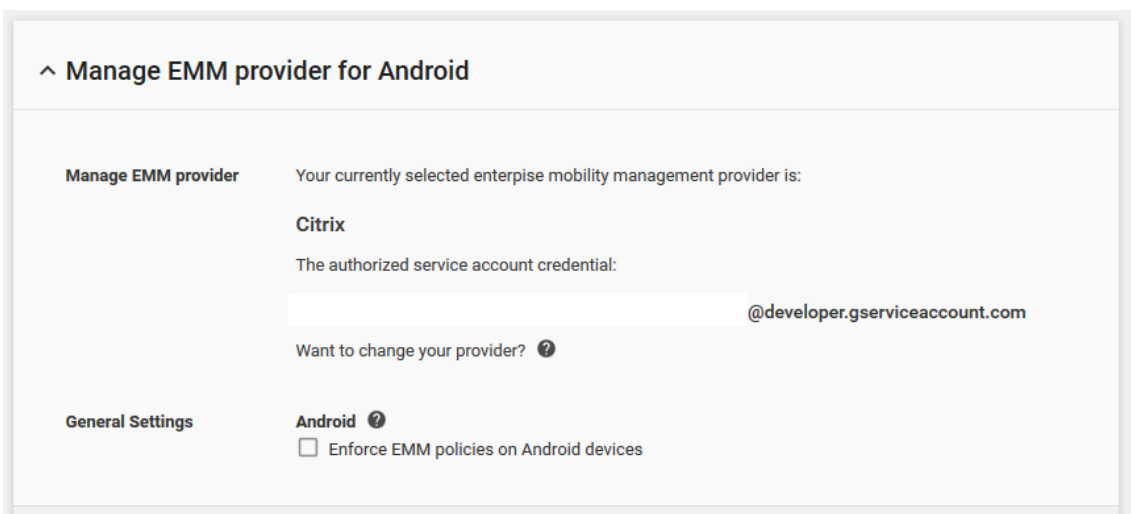 Manage EMM provider for Android
Manage EMM provider
Your currently selected enterpise mobility management provider is:
Citrix
The authorized service account credential:
@developer.gserviceaccount.com
Want to change your provider?
General Settings
Android
Enforce EMM policies on Android devices